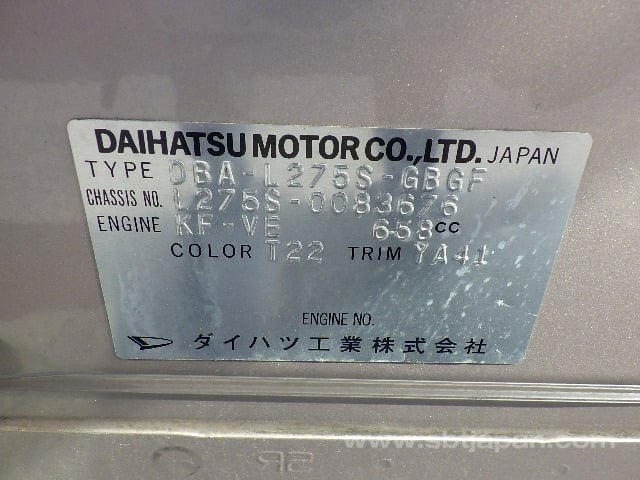 DAIHATSU MOTOR CO.,LTD. JAPAN
TYPE DBA-L275S-GBGF
CHASSIS NO. L275S-0083676
ENGINE KF-VE 658CC
COLOR T22 TRIM YA41
ENGINE NO.
ダイハツ工業株式会社
www.sbtjapan.com